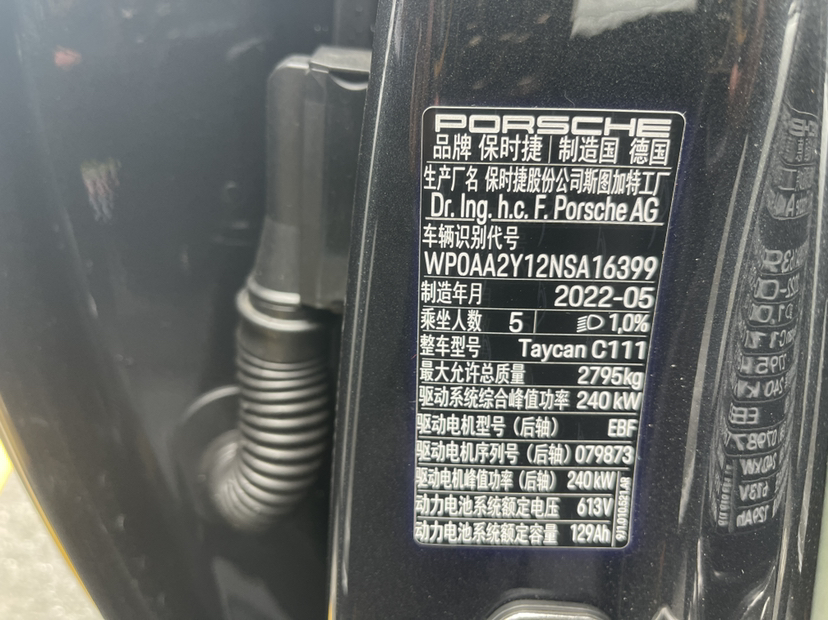 PORSCHE
品牌 保时捷 制造国 德国
生产厂名 保时捷股份公司斯图加特工厂
Dr. Ing. h.c. F. Porsche AG
车辆识别代号
WP0AA2Y12NSA16399
制造年月 2022-05
乘坐人数 5 1,0%
整车型号 Taycan C111
最大允许总质量 2795kg
驱动系统综合峰值功率 240 kW
驱动电机型号（后轴） EBF
驱动电机序列号（后轴） 079873
驱动电机峰值功率（后轴） 240 kW
动力电池系统额定电压 613V
动力电池系统额定容量 129Ah